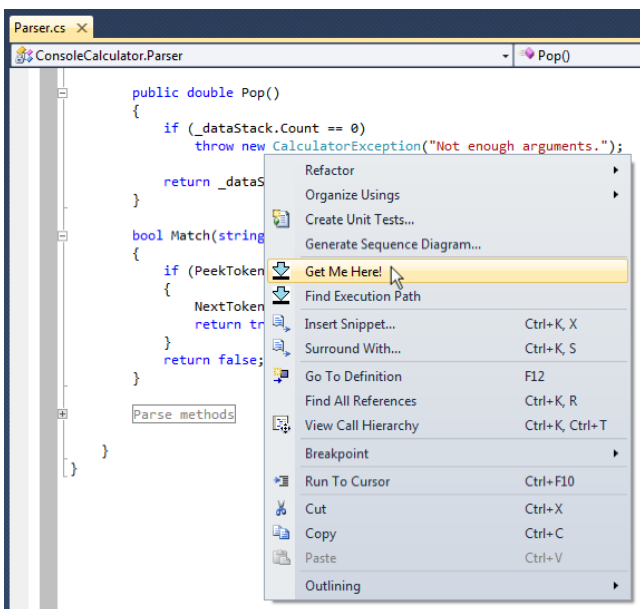 Parser.cs
ConsoleCalculator.Parser
Pop()
public double Pop()
{
if (_dataStack.Count == 0)
throw new CalculatorException("Not enough arguments.");
return _dataS
}
bool Match(string
{
if (PeekToken
{
NextToken
return tr
}
return false;
}
Parse methods
}
}
Refactor
Organize Usings
Create Unit Tests...
Generate Sequence Diagram...
Get Me Here!
Find Execution Path
Insert Snippet... Ctrl+K, X
Surround With... Ctrl+K, S
Go To Definition F12
Find All References Ctrl+K, R
View Call Hierarchy Ctrl+K, Ctrl+T
Breakpoint
Run To Cursor Ctrl+F10
Cut Ctrl+X
Copy Ctrl+C
Paste Ctrl+V
Outlining